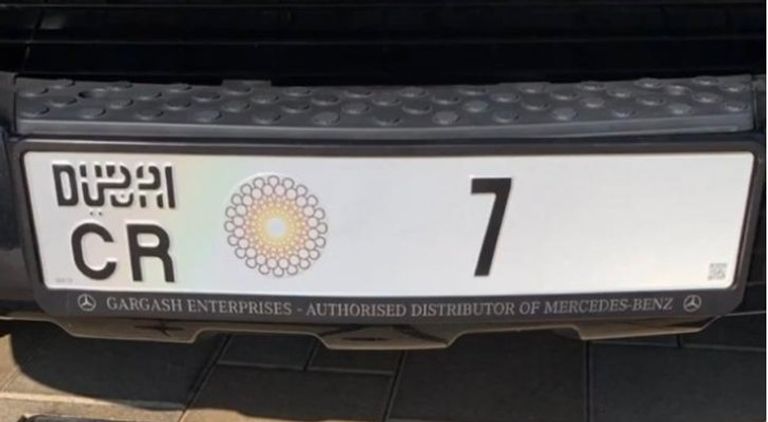 DUBAI
CR
7
GARGASH ENTERPRISES - AUTHORISED DISTRIBUTOR OF MERCEDES-BENZ